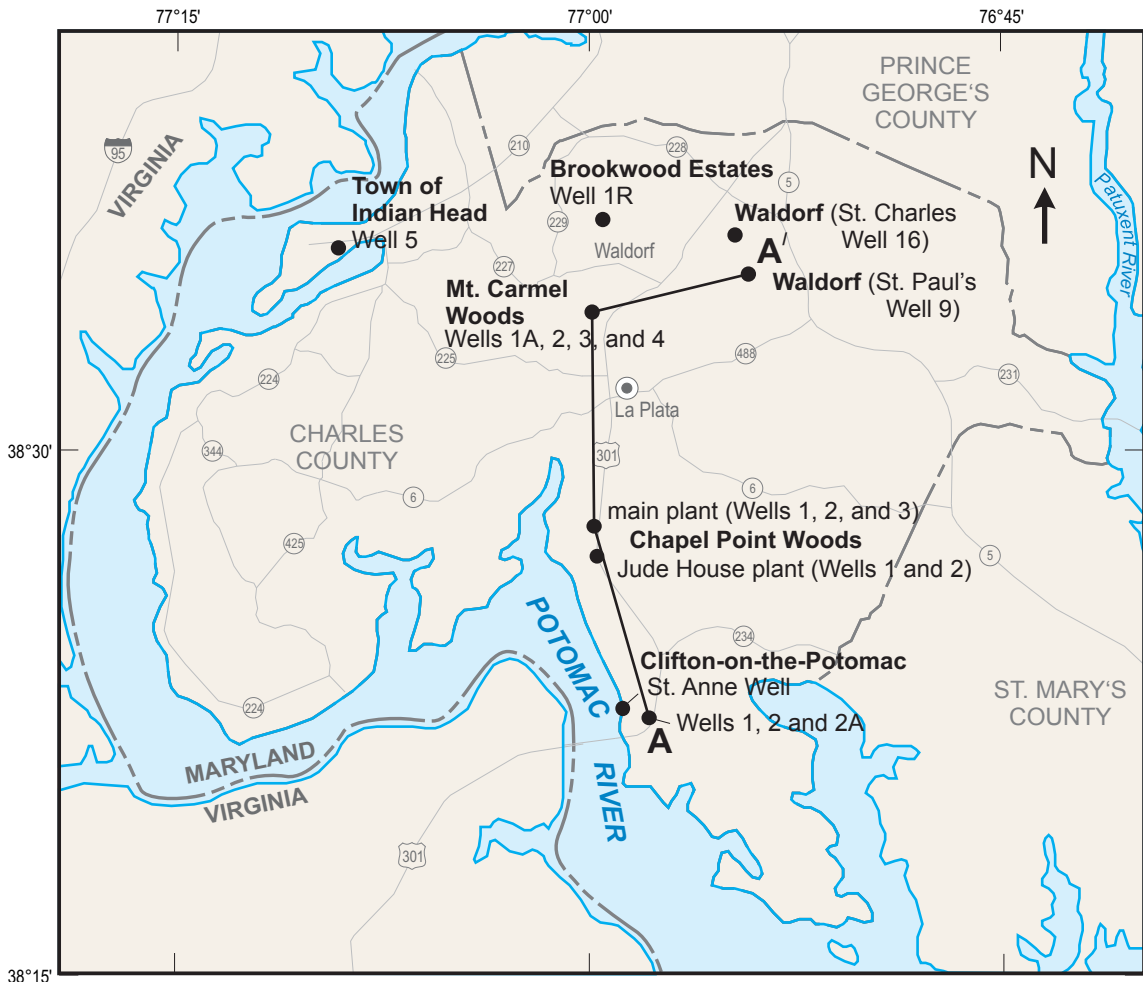 77°15'
77°00'
76°45'
PRINCE
GEORGE'S
COUNTY
95
VIRGINIA
210
228
5
N
Patuxent River
Brookwood Estates
Well 1R
Town of
Indian Head
Well 5
229
Waldorf
Waldorf (St. Charles
Well 16)
A'
227
Waldorf (St. Paul's
Well 9)
Mt. Carmel
Woods
Wells 1A, 2, 3, and 4
225
488
224
231
La Plata
CHARLES
COUNTY
38°30'
344
301
6
6
main plant (Wells 1, 2, and 3)
Chapel Point Woods
Jude House plant (Wells 1 and 2)
425
5
POTOMAC
RIVER
234
Clifton-on-the-Potomac
St. Anne Well
Wells 1, 2 and 2A
A
ST. MARY'S
COUNTY
224
MARYLAND
VIRGINIA
301
38°15'